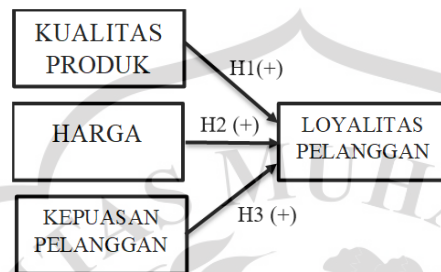 KUALITAS
PRODUK
H1(+)
HARGA
H2 (+)
LOYALITAS
PELANGGAN
KEPUASAN
PELANGGAN
H3 (+)